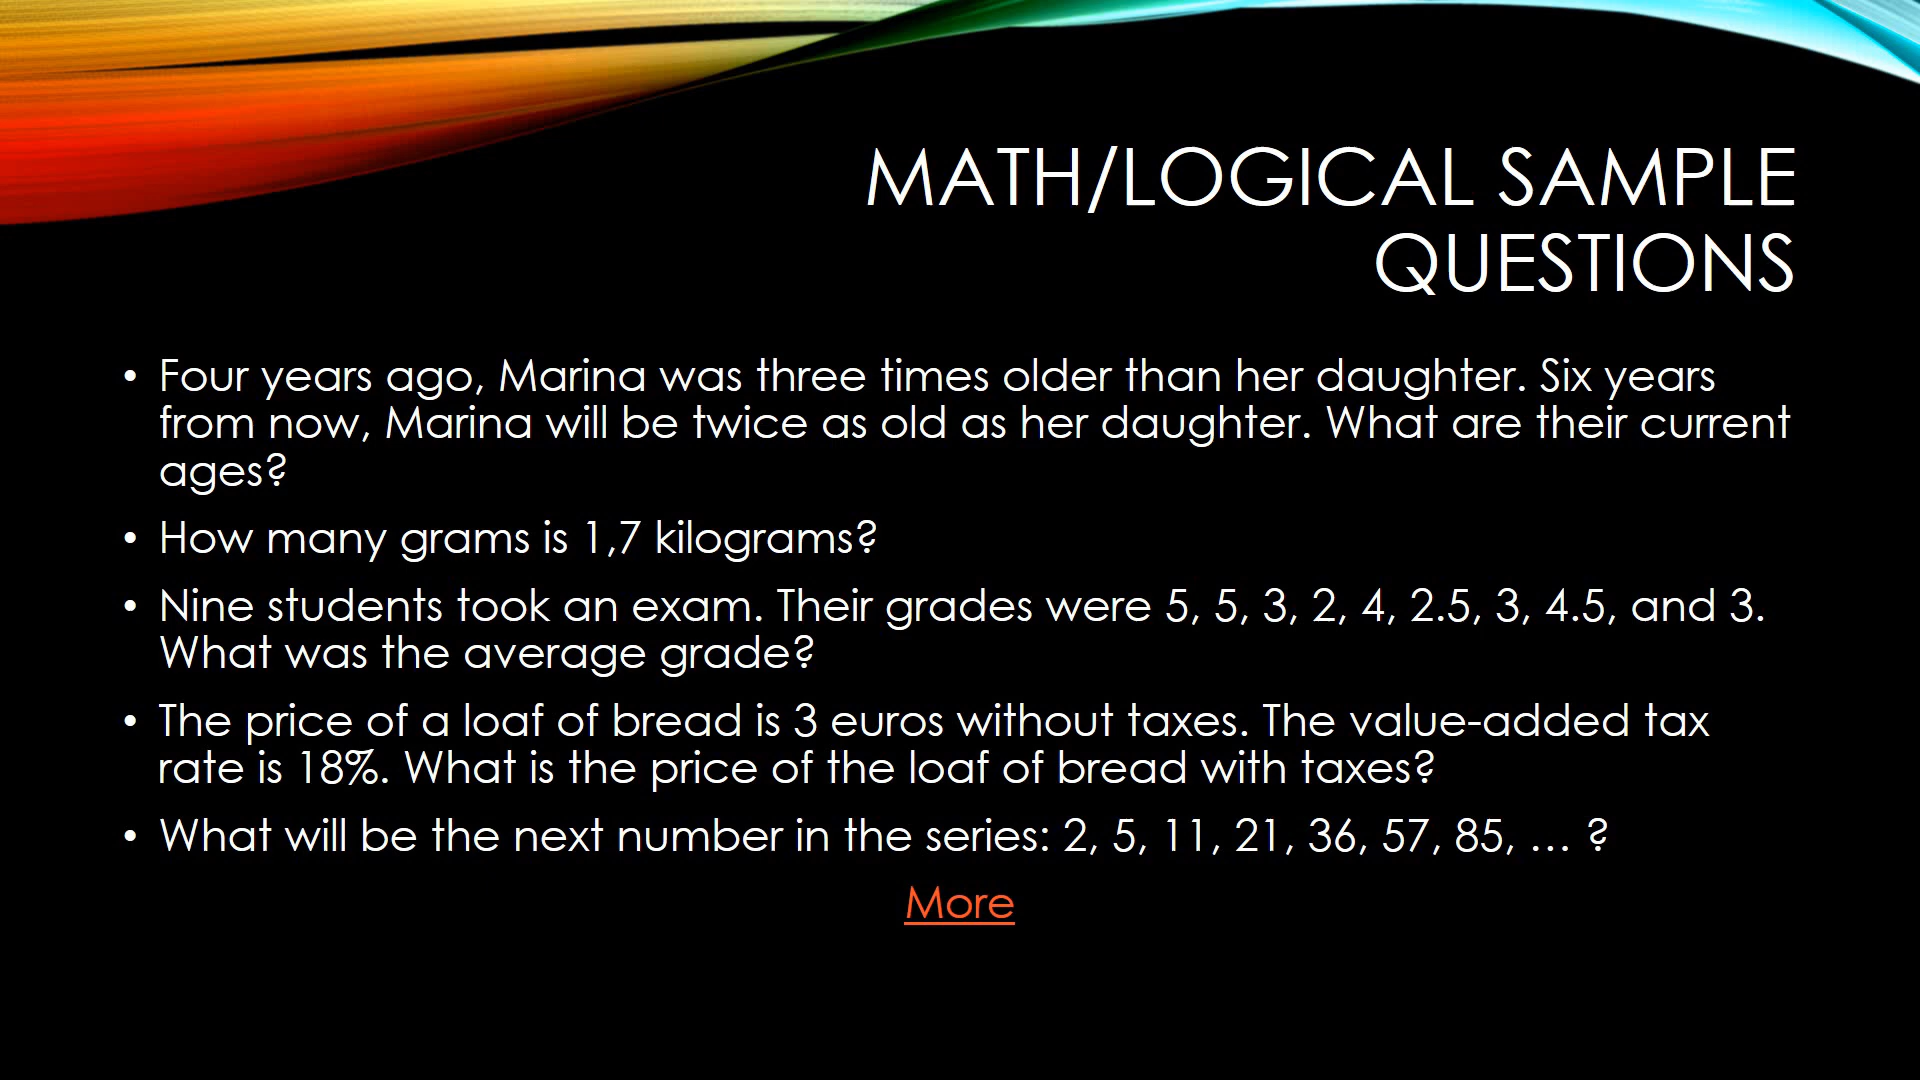 MATH/LOGICAL SAMPLE
QUESTIONS
• Four years ago, Marina was three times older than her daughter. Six years
from now, Marina will be twice as old as her daughter. What are their current
ages?
• How many grams is 1,7 kilograms?
• Nine students took an exam. Their grades were 5, 5, 3, 2, 4, 2.5, 3, 4.5, and 3.
What was the average grade?
• The price of a loaf of bread is 3 euros without taxes. The value-added tax
rate is 18%. What is the price of the loaf of bread with taxes?
• What will be the next number in the series: 2, 5, 11, 21, 36, 57, 85, … ?
More